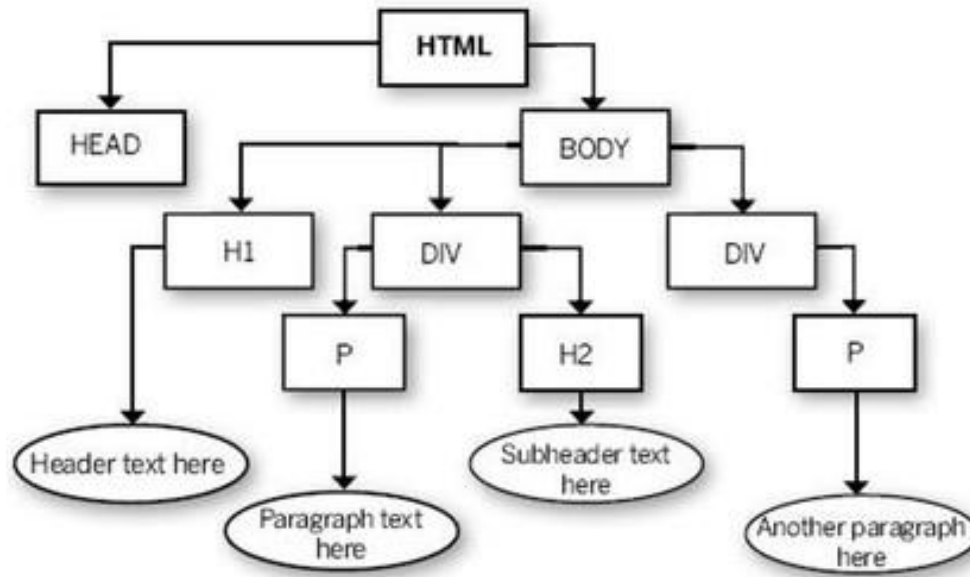 HTML
HEAD
BODY
H1
DIV
DIV
P
H2
P
Header text here
Subheader text
here
Paragraph text
here
Another paragraph
here